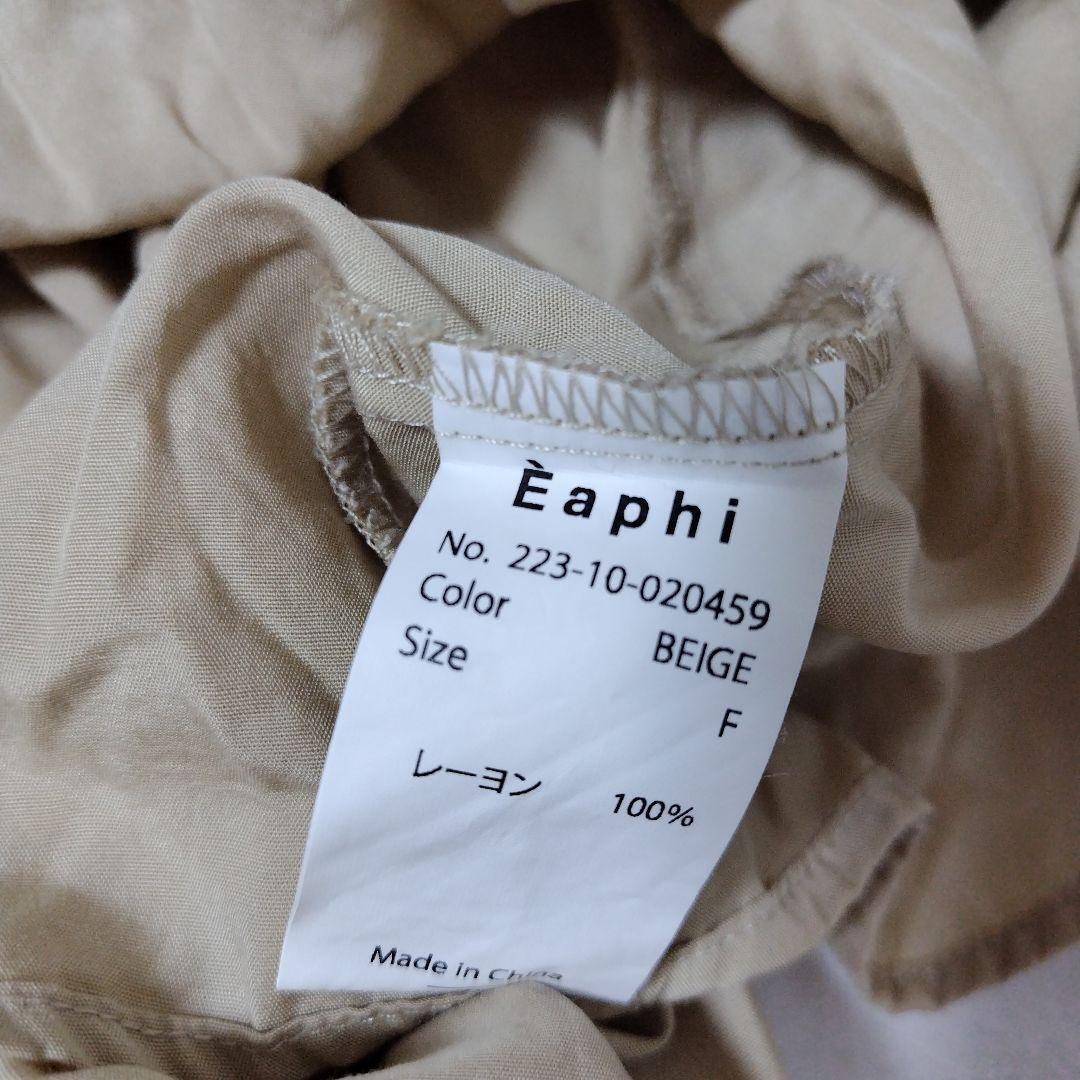 Èaphi
No. 223-10-020459
Color BEIGE
Size F
レーヨン 100%
Made in China